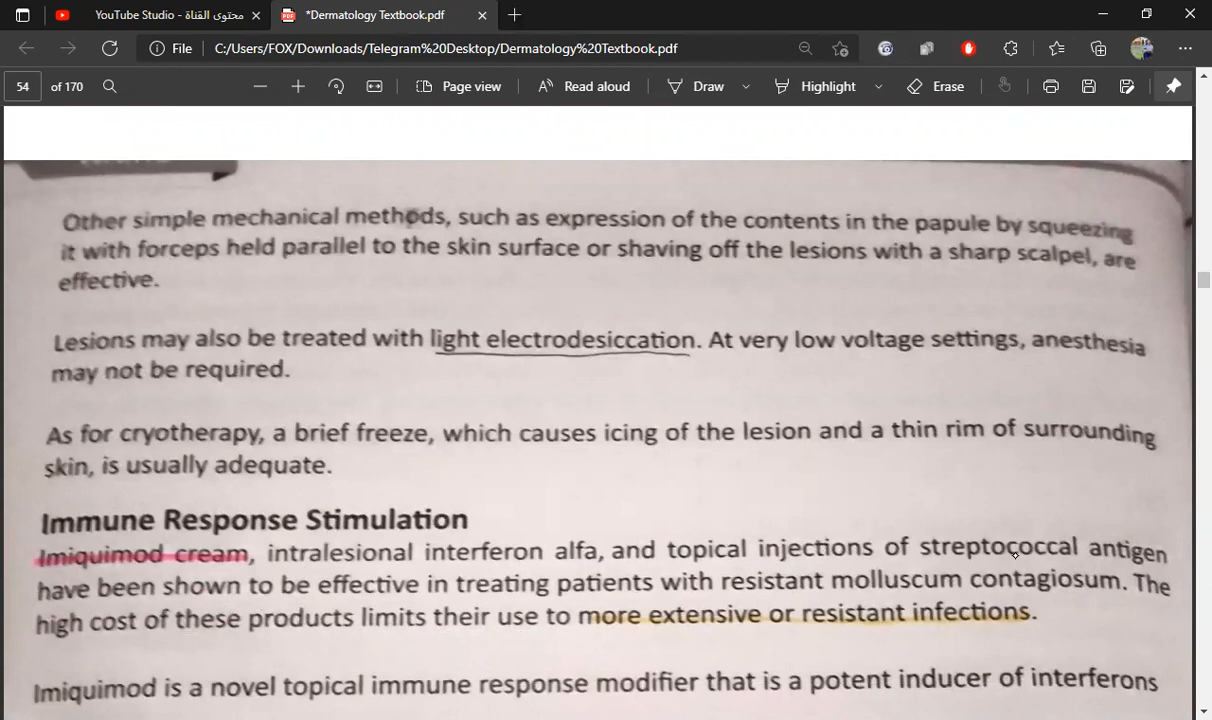 YouTube Studio - محتوى القناة
*Dermatology Textbook.pdf
File
C:/Users/FOX/Downloads/Telegram%20Desktop/Dermatology%20Textbook.pdf
54 of 170
Page view
Read aloud
Draw
Highlight
Erase
Other simple mechanical methods, such as expression of the contents in the papule by squeezing
it with forceps held parallel to the skin surface or shaving off the lesions with a sharp scalpel, are
effective.
Lesions may also be treated with light electrodesiccation. At very low voltage settings, anesthesia
may not be required.
As for cryotherapy, a brief freeze, which causes icing of the lesion and a thin rim of surrounding
skin, is usually adequate.
Immune Response Stimulation
Imiquimod cream, intralesional interferon alfa, and topical injections of streptococcal antigen
have been shown to be effective in treating patients with resistant molluscum contagiosum. The
high cost of these products limits their use to more extensive or resistant infections.
Imiquimod is a novel topical immune response modifier that is a potent inducer of interferons